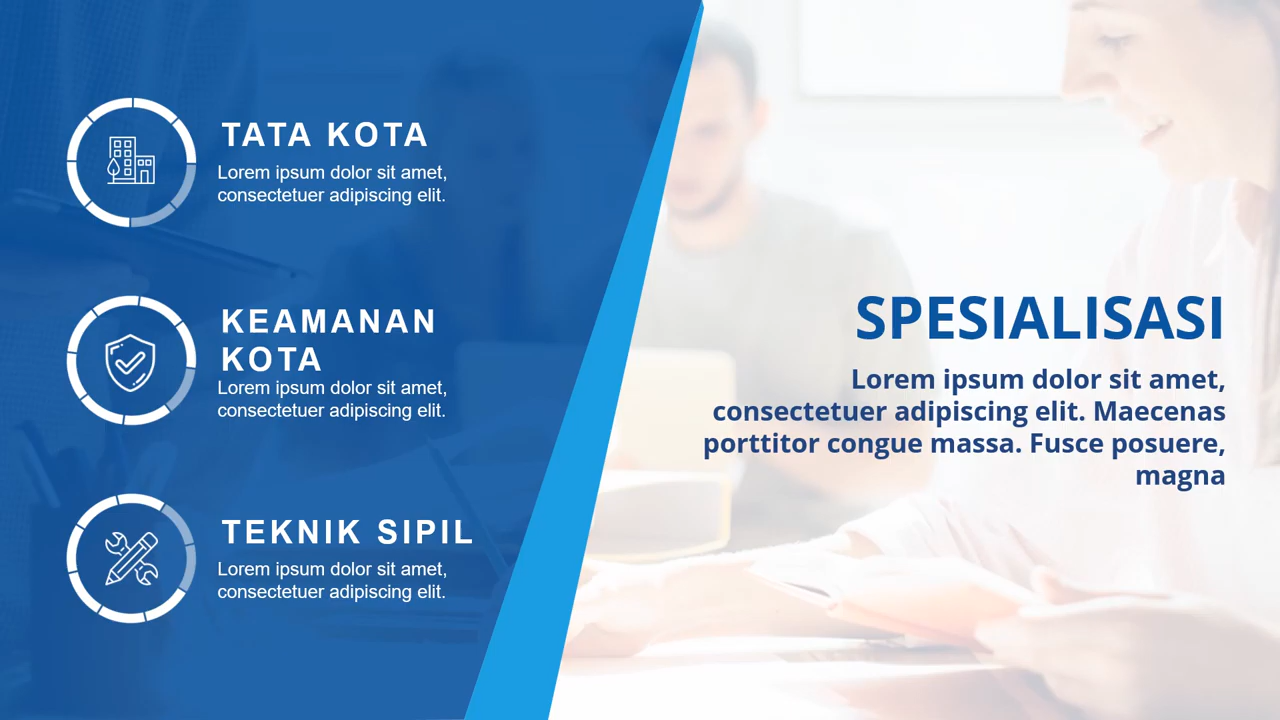 TATA KOTA
Lorem ipsum dolor sit amet,
consectetuer adipiscing elit.
KEAMANAN
KOTA
Lorem ipsum dolor sit amet,
consectetuer adipiscing elit.
TEKNIK SIPIL
Lorem ipsum dolor sit amet,
consectetuer adipiscing elit.
SPESIALISASI
Lorem ipsum dolor sit amet,
consectetuer adipiscing elit. Maecenas
porttitor congue massa. Fusce posuere,
magna